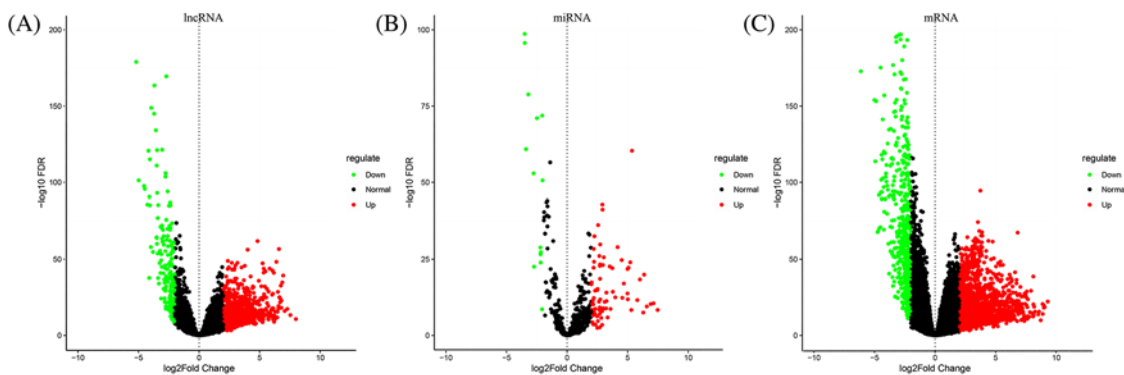 (A)
lncRNA
200
150
100
50
0
−log10 FDR
−10
−5
0
5
10
log2Fold Change
regulate
Down
Normal
Up
(B)
miRNA
100
75
50
25
0
−log10 FDR
−10
−5
0
5
10
log2Fold Change
regulate
Down
Normal
Up
(C)
mRNA
200
150
100
50
0
−log10 FDR
−10
−5
0
5
10
log2Fold Change
regulate
Down
Normal
Up